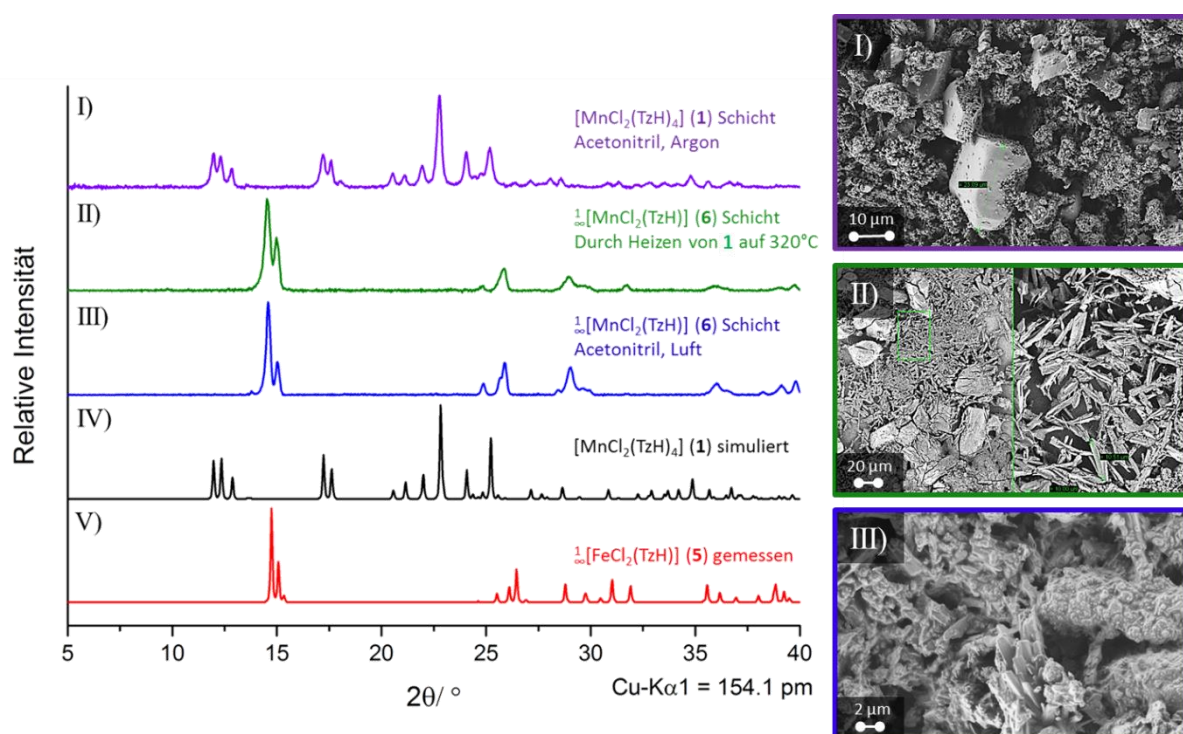 I)
[MnCl₂(TzH)₄] (1) Schicht
Acetonitril, Argon
II)
¹∞[MnCl₂(TzH)] (6) Schicht
Durch Heizen von 1 auf 320°C
III)
¹∞[MnCl₂(TzH)] (6) Schicht
Acetonitril, Luft
IV)
[MnCl₂(TzH)₄] (1) simuliert
V)
¹∞[FeCl₂(TzH)] (5) gemessen
Relative Intensität
5 10 15 20 25 30 35 40
2θ/ °
Cu-Kα1 = 154.1 pm
I)
10 µm
II)
20 µm
III)
2 µm